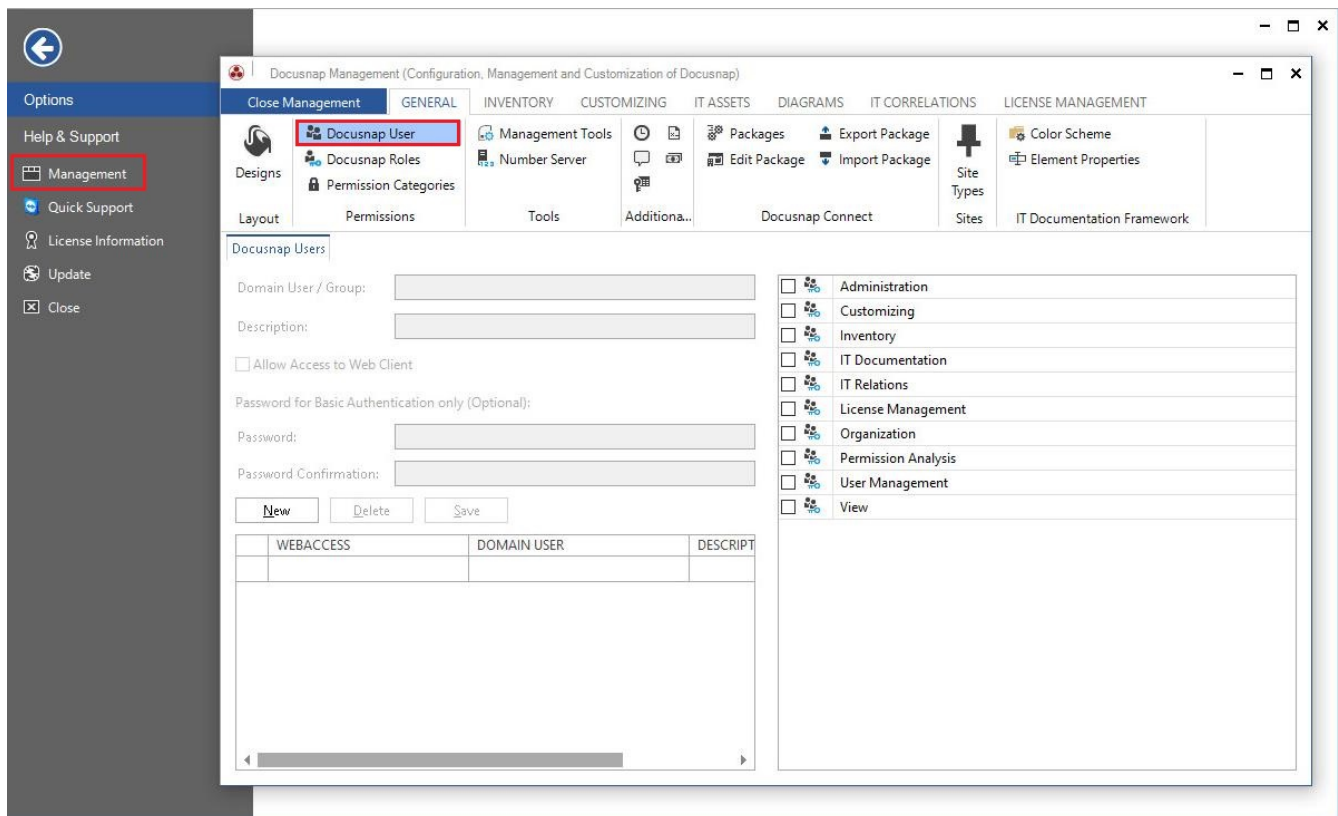 Options
Help & Support
Management
Quick Support
License Information
Update
Close
Docusnap Management (Configuration, Management and Customization of Docusnap)
Close Management GENERAL INVENTORY CUSTOMIZING IT ASSETS DIAGRAMS IT CORRELATIONS LICENSE MANAGEMENT
Designs
Layout
Docusnap User
Docusnap Roles
Permission Categories
Permissions
Management Tools
Number Server
Tools
Additiona...
Packages Export Package
Edit Package Import Package
Docusnap Connect
Site
Types
Sites
Color Scheme
Element Properties
IT Documentation Framework
Docusnap Users
Domain User / Group:
Description:
Allow Access to Web Client
Password for Basic Authentication only (Optional):
Password:
Password Confirmation:
New Delete Save
WEBACCESS DOMAIN USER DESCRIPT
Administration
Customizing
Inventory
IT Documentation
IT Relations
License Management
Organization
Permission Analysis
User Management
View